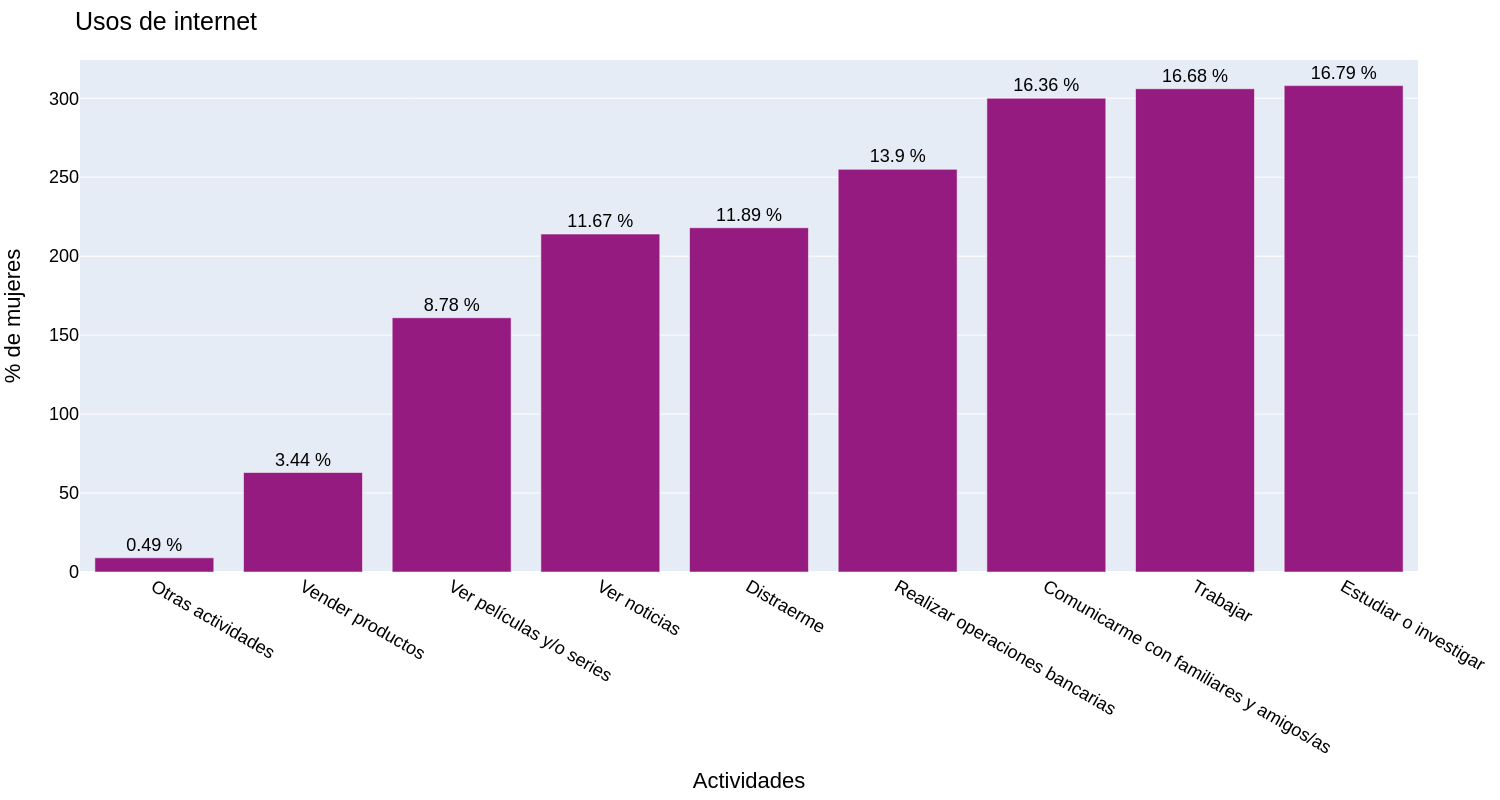 Usos de internet
% de mujeres
300
250
200
150
100
50
0
0.49 %
3.44 %
8.78 %
11.67 %
11.89 %
13.9 %
16.36 %
16.68 %
16.79 %
Otras actividades
Vender productos
Ver películas y/o series
Ver noticias
Distraerme
Realizar operaciones bancarias
Comunicarme con familiares y amigos/as
Trabajar
Estudiar o investigar
Actividades